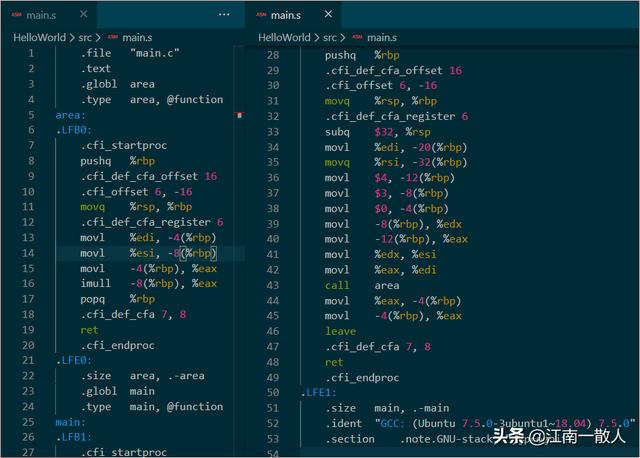 ASM main.s ×
HelloWorld > src > ASM main.s
1 .file "main.c"
2 .text
3 .globl area
4 .type area, @function
5 area:
6 .LFB0:
7 .cfi_startproc
8 pushq %rbp
9 .cfi_def_cfa_offset 16
10 .cfi_offset 6, -16
11 movq %rsp, %rbp
12 .cfi_def_cfa_register 6
13 movl %edi, -4(%rbp)
14 movl %esi, -8(%rbp)
15 movl -4(%rbp), %eax
16 imull -8(%rbp), %eax
17 popq %rbp
18 .cfi_def_cfa 7, 8
19 ret
20 .cfi_endproc
21 .LFE0:
22 .size area, .-area
23 .globl main
24 .type main, @function
25 main:
26 .LFB1:
27 .cfi_startproc
ASM main.s ×
HelloWorld > src > ASM main.s
28 pushq %rbp
29 .cfi_def_cfa_offset 16
30 .cfi_offset 6, -16
31 movq %rsp, %rbp
32 .cfi_def_cfa_register 6
33 subq $32, %rsp
34 movl %edi, -20(%rbp)
35 movq %rsi, -32(%rbp)
36 movl $4, -12(%rbp)
37 movl $3, -8(%rbp)
38 movl $0, -4(%rbp)
39 movl -8(%rbp), %edx
40 movl -12(%rbp), %eax
41 movl %edx, %esi
42 movl %eax, %edi
43 call area
44 movl %eax, -4(%rbp)
45 movl -4(%rbp), %eax
46 leave
47 .cfi_def_cfa 7, 8
48 ret
49 .cfi_endproc
50 .LFE1:
51 .size main, .-main
52 .ident "GCC: (Ubuntu 7.5.0-3ubuntu1~18.04) 7.5.0"
53 .section .note.GNU-stack
54
头条 @江南一散人